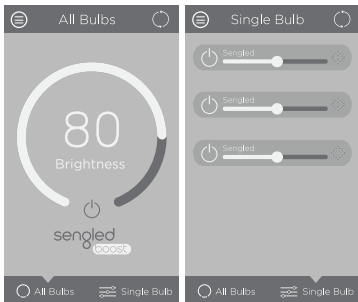 All Bulbs
80
Brightness
sengled
boost
All Bulbs
Single Bulb
Single Bulb
Sengled
Sengled
Sengled
All Bulbs
Single Bulb